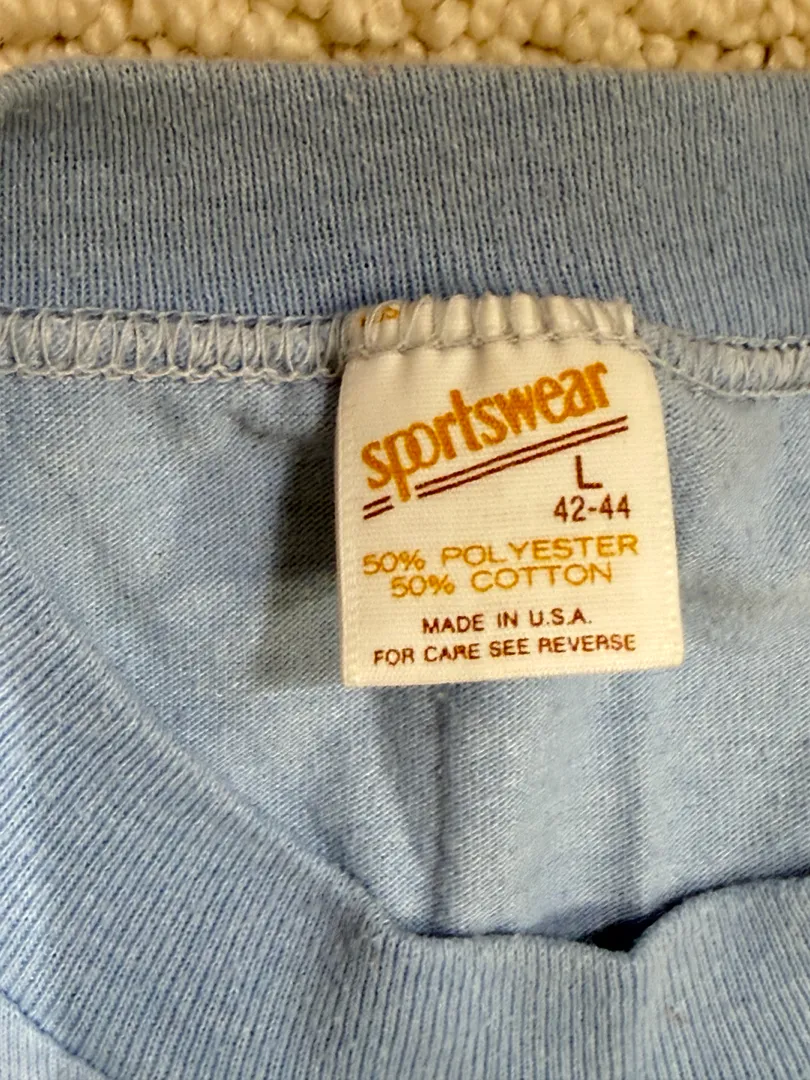 sportswear
L
42-44
50% POLYESTER
50% COTTON
MADE IN U.S.A.
FOR CARE SEE REVERSE